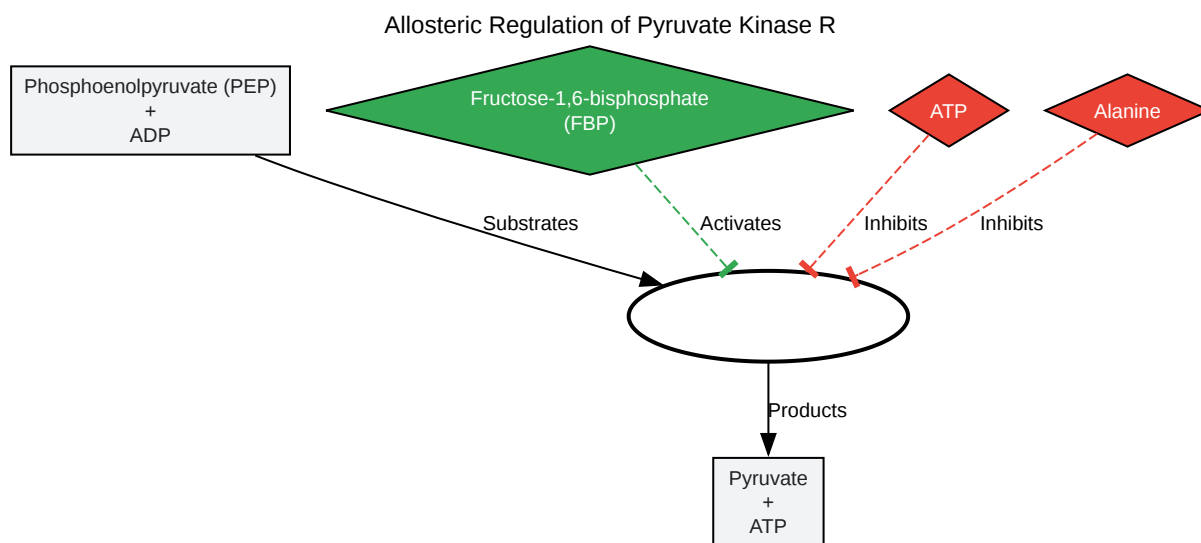 Allosteric Regulation of Pyruvate Kinase R
Phosphoenolpyruvate (PEP)
+
ADP
Fructose-1,6-bisphosphate
(FBP)
ATP
Alanine
Substrates
Activates
Inhibits
Inhibits
Products
Pyruvate
+
ATP